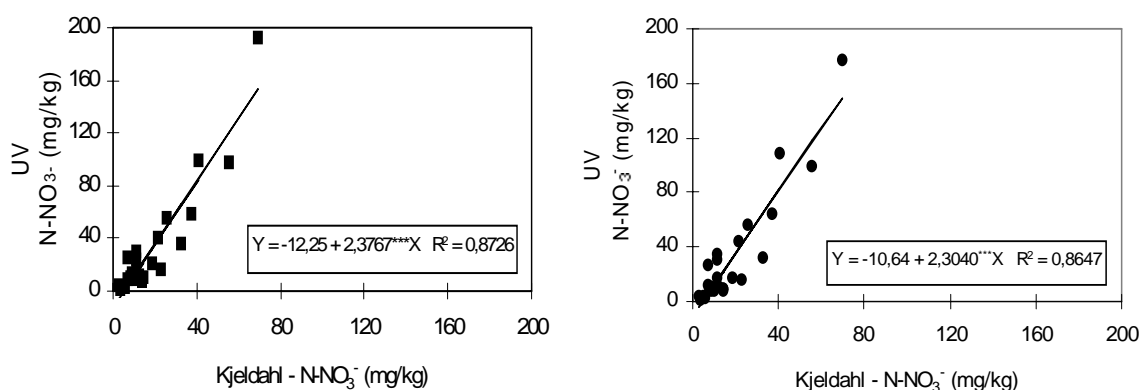 200
160
120
80
40
0
UV
N-NO3- (mg/kg)
Y = -12,25 + 2,3767***X R² = 0,8726
0 40 80 120 160 200
Kjeldahl - N-NO₃⁻ (mg/kg)
200
160
120
80
40
0
UV
N-NO₃⁻ (mg/kg)
Y = -10,64 + 2,3040***X R² = 0,8647
0 40 80 120 160 200
Kjeldahl - N-NO₃⁻ (mg/kg)